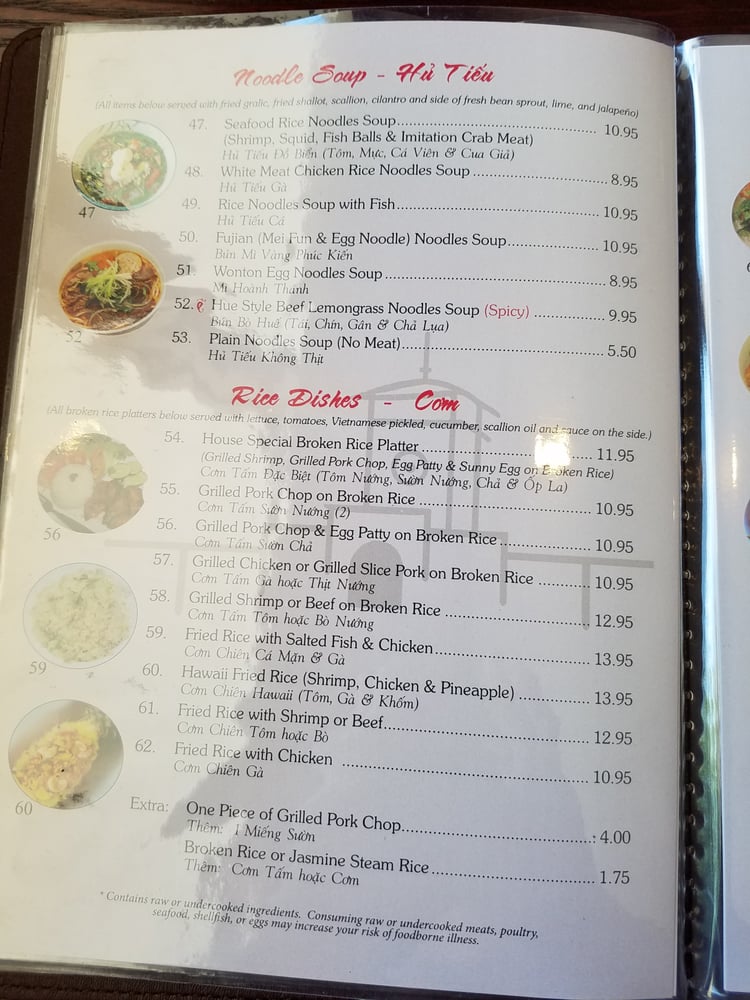 Noodle Soup - Hủ Tiếu
(All items below served with fried gralic, fried shallot, scallion, cilantro and side of fresh bean sprout, lime, and jalapeño)
47. Seafood Rice Noodles Soup........ 10.95
(Shrimp, Squid, Fish Balls & Imitation Crab Meat)
Hủ Tiếu Đồ Biển (Tôm, Mực, Cá Viên & Cua Giả)
48. White Meat Chicken Rice Noodles Soup ........ 8.95
Hủ Tiếu Gà
47
49. Rice Noodles Soup with Fish........ 10.95
Hủ Tiếu Cá
50. Fujian (Mei Fun & Egg Noodle) Noodles Soup........ 10.95
Bún Mì Vàng Phúc Kiến
51. Wonton Egg Noodles Soup ........ 8.95
Mì Hoành Thánh
52. Hue Style Beef Lemongrass Noodles Soup (Spicy) ........ 9.95
Bún Bò Huế (Tái, Chín, Gân & Chả Lụa)
52
53. Plain Noodles Soup (No Meat)........ 5.50
Hủ Tiếu Không Thịt
Rice Dishes - Com
(All broken rice platters below served with lettuce, tomatoes, Vietnamese pickled, cucumber, scallion oil and sauce on the side.)
54. House Special Broken Rice Platter ........ 11.95
(Grilled Shrimp, Grilled Pork Chop, Egg Patty & Sunny Egg on Broken Rice)
Cơm Tấm Đặc Biệt (Tôm Nướng, Sườn Nướng, Chả & Ốp La)
55. Grilled Pork Chop on Broken Rice ........ 10.95
Cơm Tấm Sườn Nướng (2)
56. Grilled Pork Chop & Egg Patty on Broken Rice........ 10.95
Cơm Tấm Sườn Chả
56
57. Grilled Chicken or Grilled Slice Pork on Broken Rice ........ 10.95
Cơm Tấm Gà hoặc Thịt Nướng
58. Grilled Shrimp or Beef on Broken Rice ........ 12.95
Cơm Tấm Tôm hoặc Bò Nướng
59. Fried Rice with Salted Fish & Chicken........ 13.95
Cơm Chiên Cá Mặn & Gà
59
60. Hawaii Fried Rice (Shrimp, Chicken & Pineapple) ........ 13.95
Cơm Chiên Hawaii (Tôm, Gà & Khốm)
61. Fried Rice with Shrimp or Beef........ 12.95
Cơm Chiên Tôm hoặc Bò
62. Fried Rice with Chicken ........ 10.95
Cơm Chiên Gà
60
Extra: One Piece of Grilled Pork Chop........ 4.00
Thêm: 1 Miếng Sườn
Broken Rice or Jasmine Steam Rice........ 1.75
Thêm: Cơm Tấm hoặc Cơm
* Contains raw or undercooked ingredients. Consuming raw or undercooked meats, poultry,
seafood, shellfish, or eggs may increase your risk of foodborne illness.